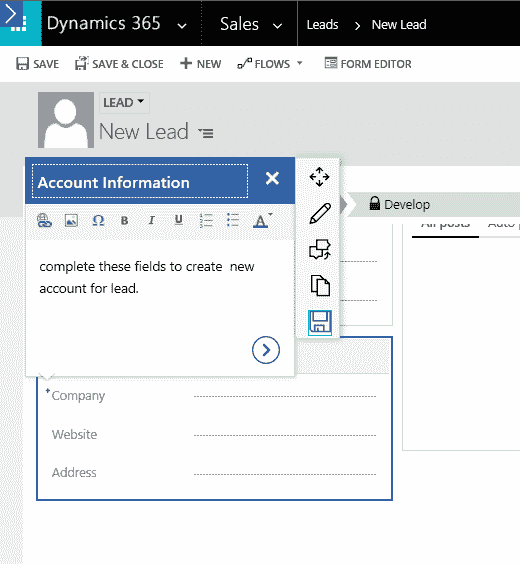 Dynamics 365 Sales Leads > New Lead
SAVE SAVE & CLOSE + NEW FLOWS FORM EDITOR
LEAD
New Lead
Account Information
B I U A
Develop
All posts Auto
complete these fields to create new
account for lead.
Company
Website
Address